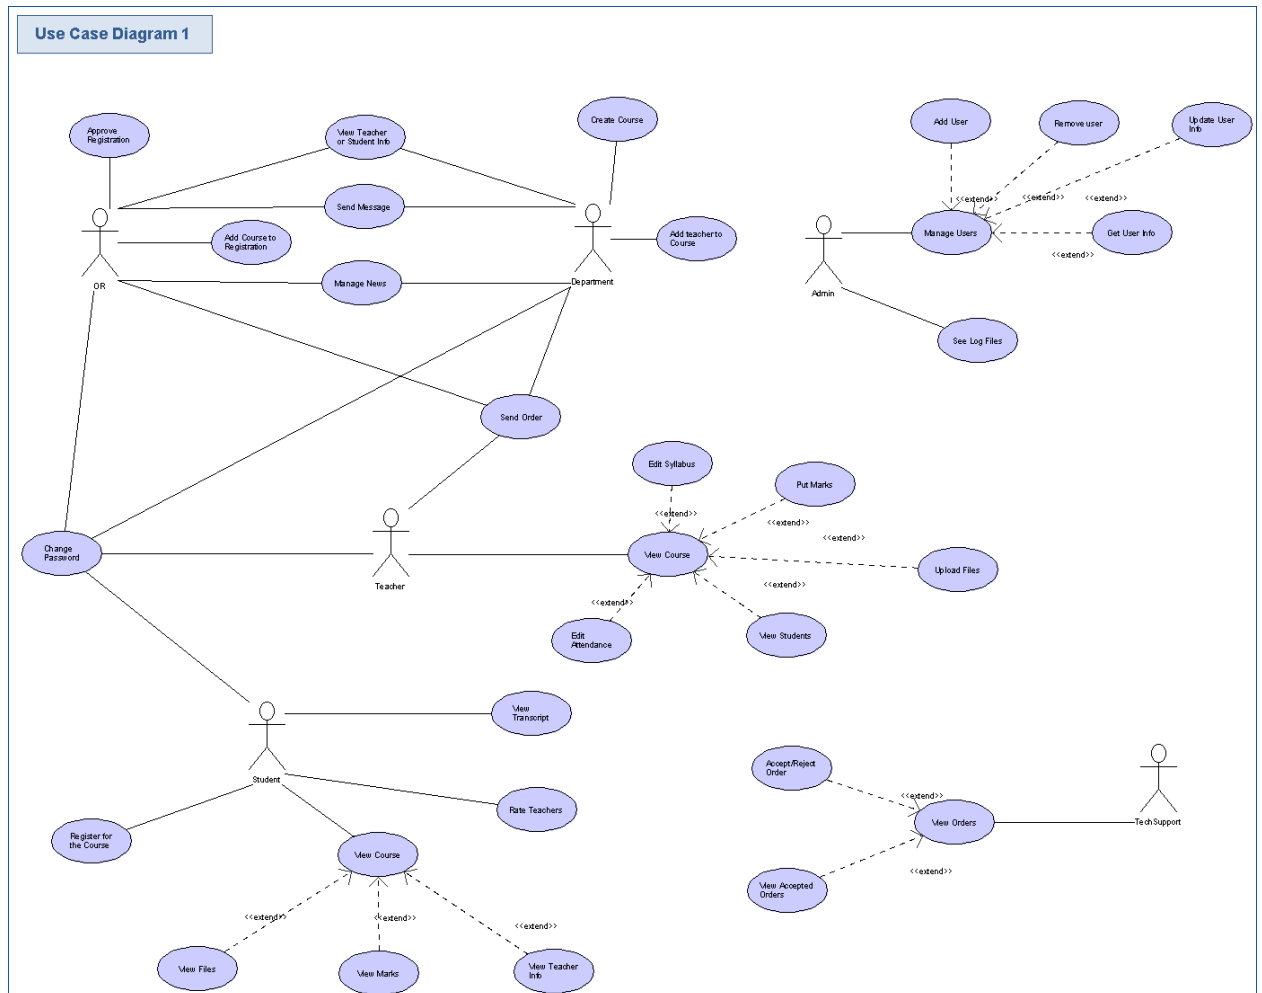 Use Case Diagram 1
Approve
Registration
View Teacher
or Student Info
Create Course
Add User
Remove user
Update User
Info
Send Message
<<extend>>
<<extend>>
<<extend>>
Add Course to
Registration
Add teacher to
Course
Manage Users
Get User Info
<<extend>>
OR
Manage News
Department
Admin
See Log Files
Send Order
Edit Syllabus
Put Marks
<<extend>>
<<extend>>
<<extend>>
Change
Password
View Course
Upload Files
Teacher
<<extend>>
<<extend>>
Edit
Attendance
View Students
View
Transcript
Student
Accept/Reject
Order
<<extend>>
Rate Teachers
View Orders
TechSupport
Register for
the Course
View Course
<<extend>>
View Accepted
Orders
<<extend>>
<<extend>>
<<extend>>
View Files
View Marks
View Teacher
Info